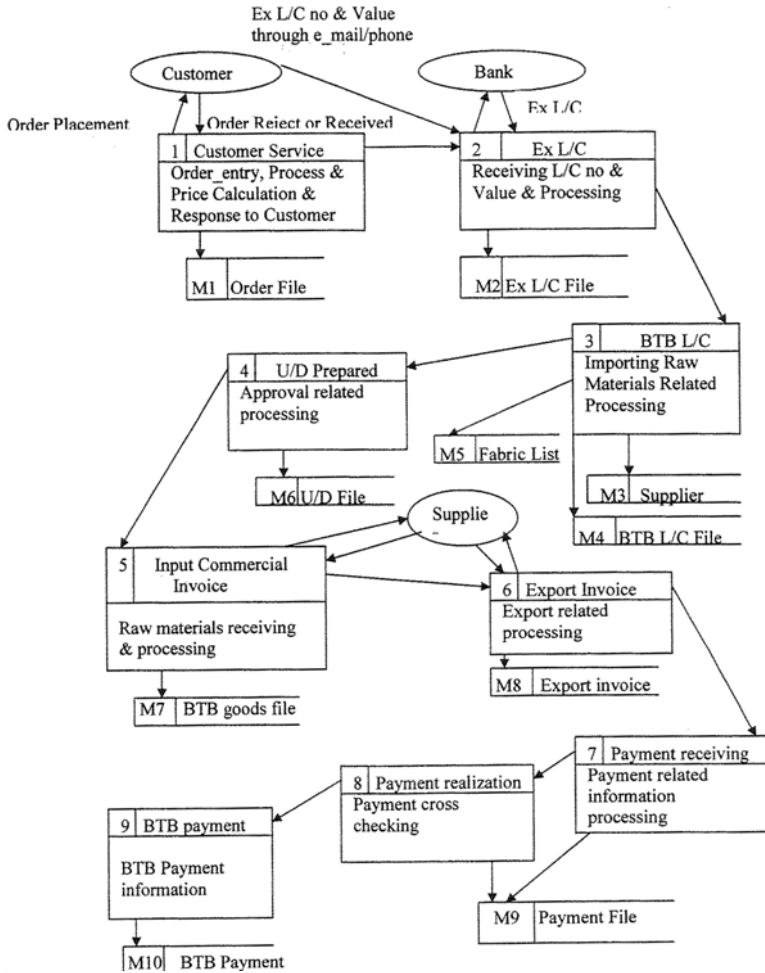 Ex L/C no & Value
through e_mail/phone
Customer
Bank
Order Placement
Order Reject or Received
Ex L/C
1 Customer Service
Order_entry, Process &
Price Calculation &
Response to Customer
2 Ex L/C
Receiving L/C no &
Value & Processing
M1 Order File
M2 Ex L/C File
3 BTB L/C
Importing Raw
Materials Related
Processing
4 U/D Prepared
Approval related
processing
M5 Fabric List
M6 U/D File
M3 Supplier
M4 BTB L/C File
Supplie
5 Input Commercial
Invoice
Raw materials receiving
& processing
6 Export Invoice
Export related
processing
M7 BTB goods file
M8 Export invoice
7 Payment receiving
Payment related
information
processing
8 Payment realization
Payment cross
checking
9 BTB payment
BTB Payment
information
M9 Payment File
M10 BTB Payment